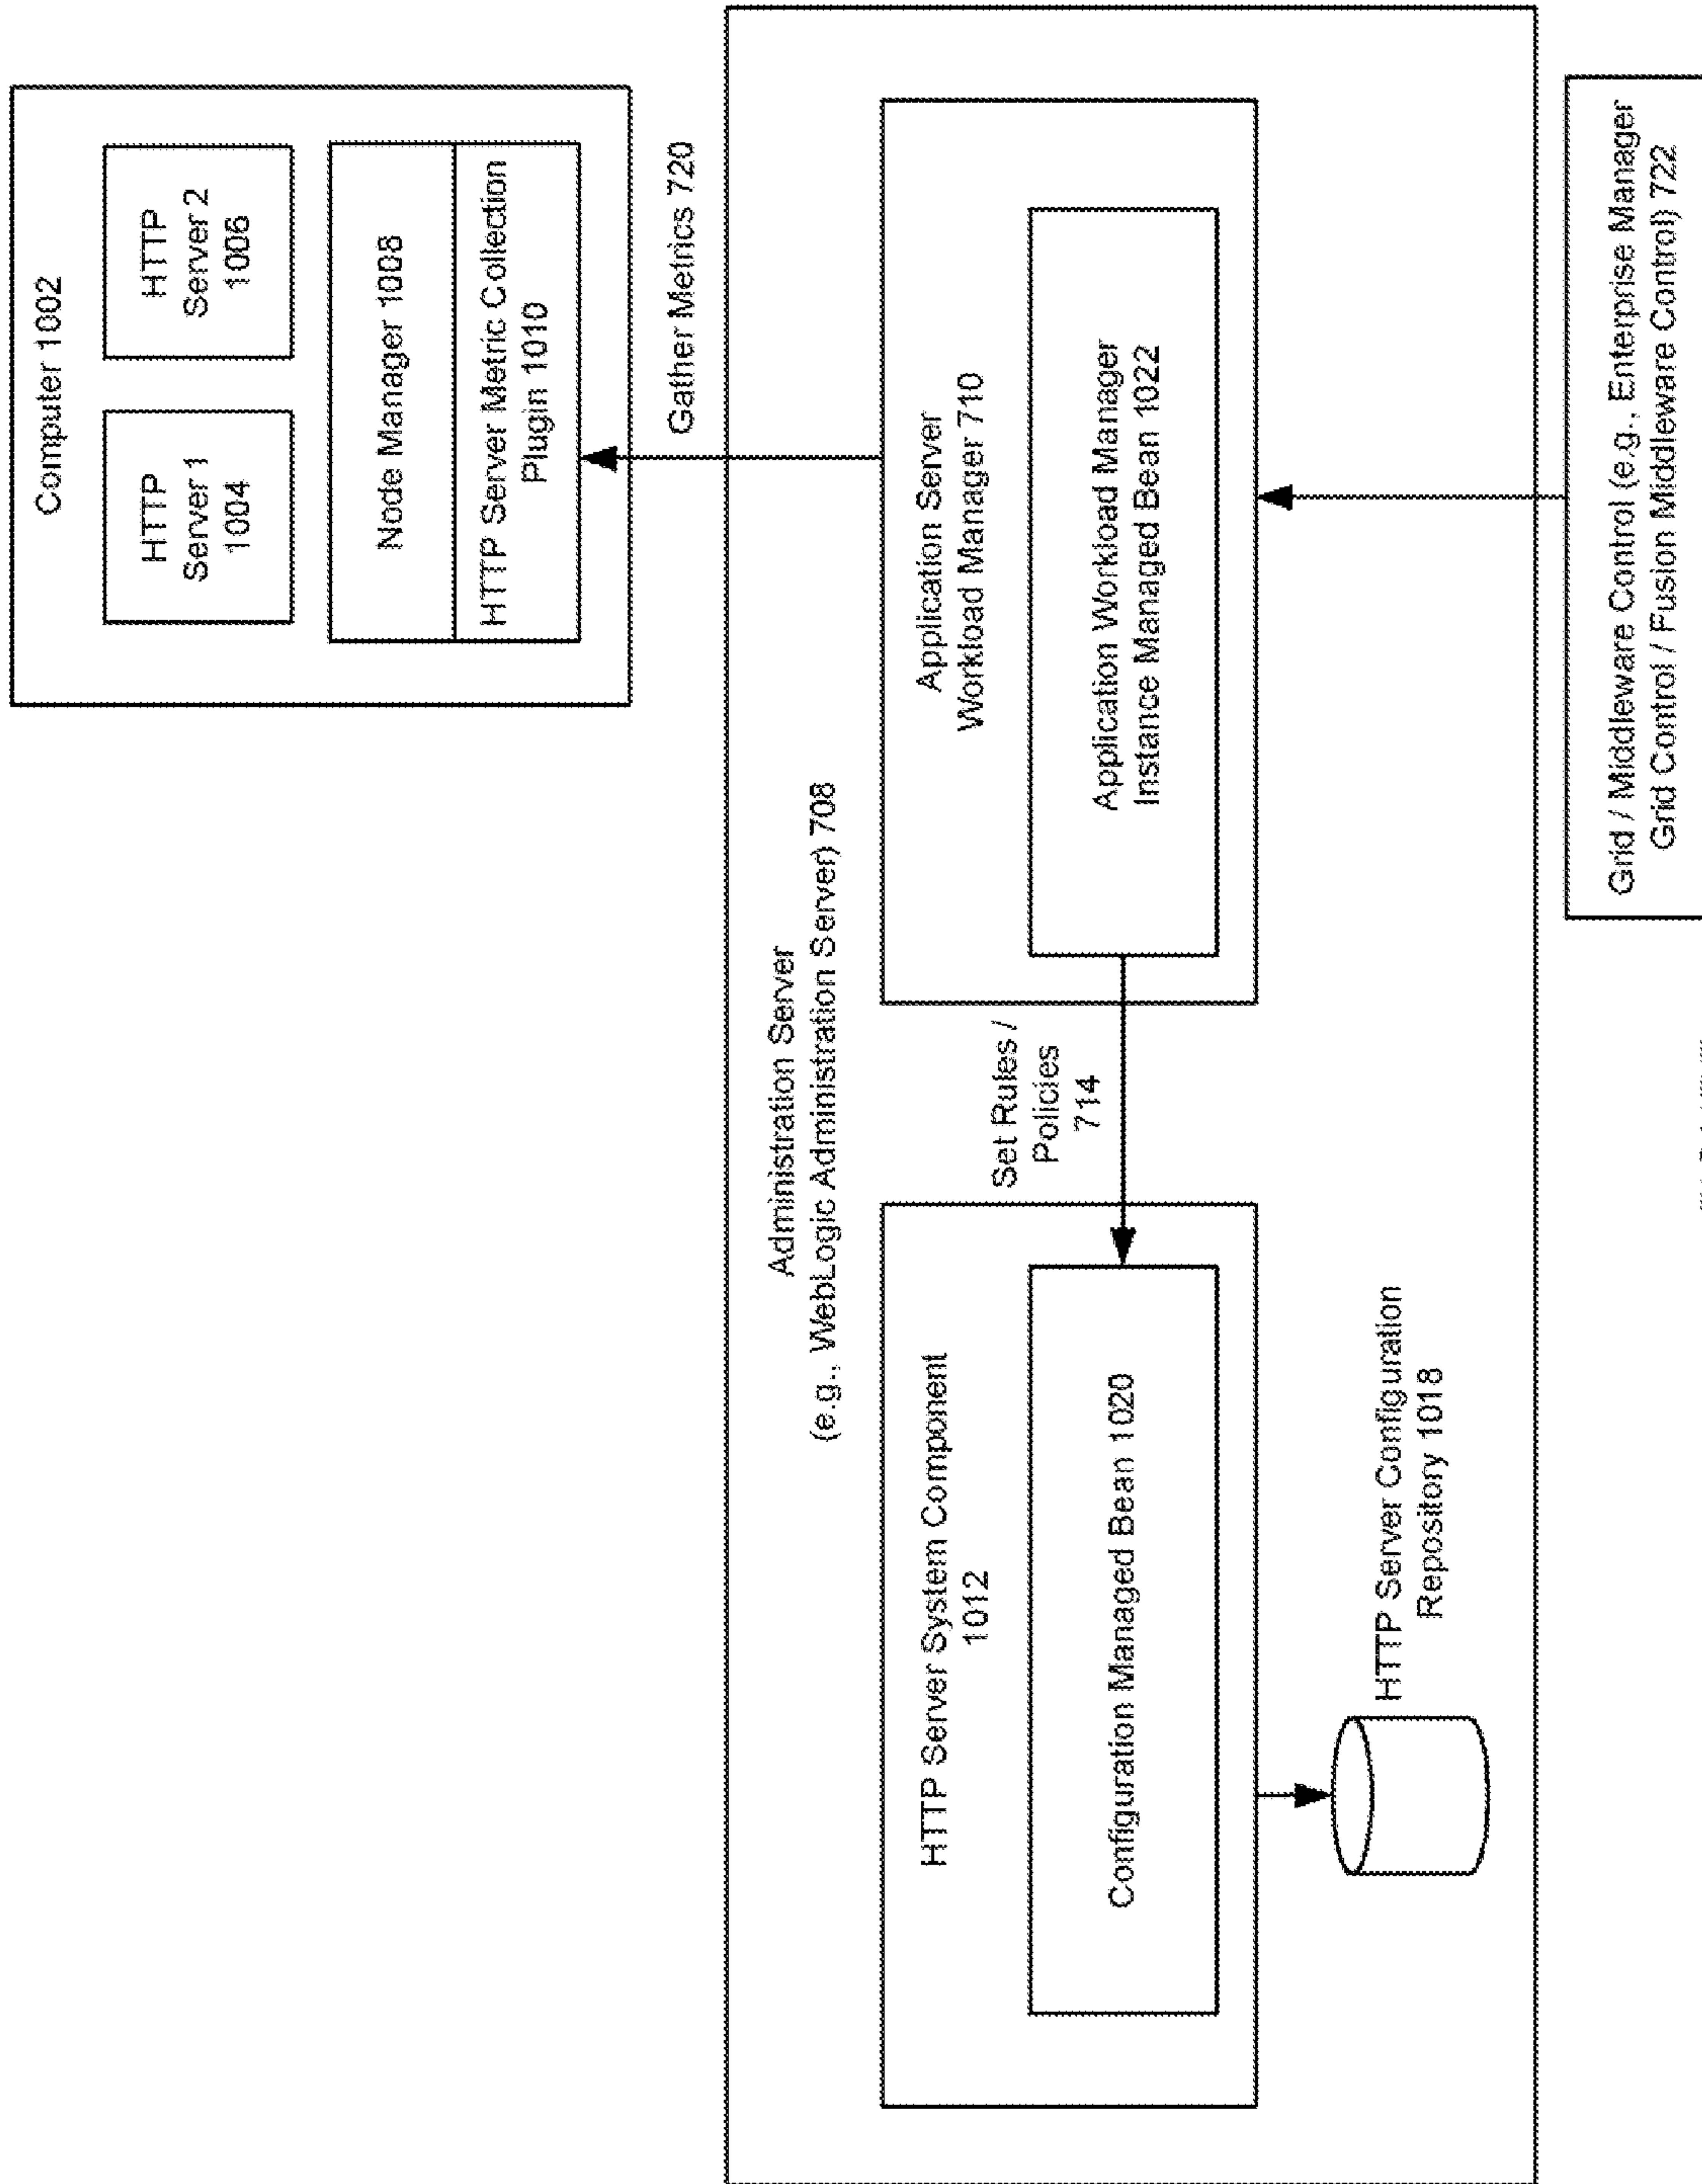 Computer 1002
HTTP
Server 1
1004
HTTP
Server 2
1006
Node Manager 1008
HTTP Server Metric Collection
Plugin 1010
Gather Metrics 720
Administration Server
(e.g., WebLogic Administration Server) 708
HTTP Server System Component
1012
Configuration Managed Bean 1020
Set Rules /
Policies
714
Application Server
Workload Manager 710
Application Workload Manager
Instance Managed Bean 1022
HTTP Server Configuration
Repository 1018
Grid / Middleware Control (e.g., Enterprise Manager
Grid Control / Fusion Middleware Control) 722